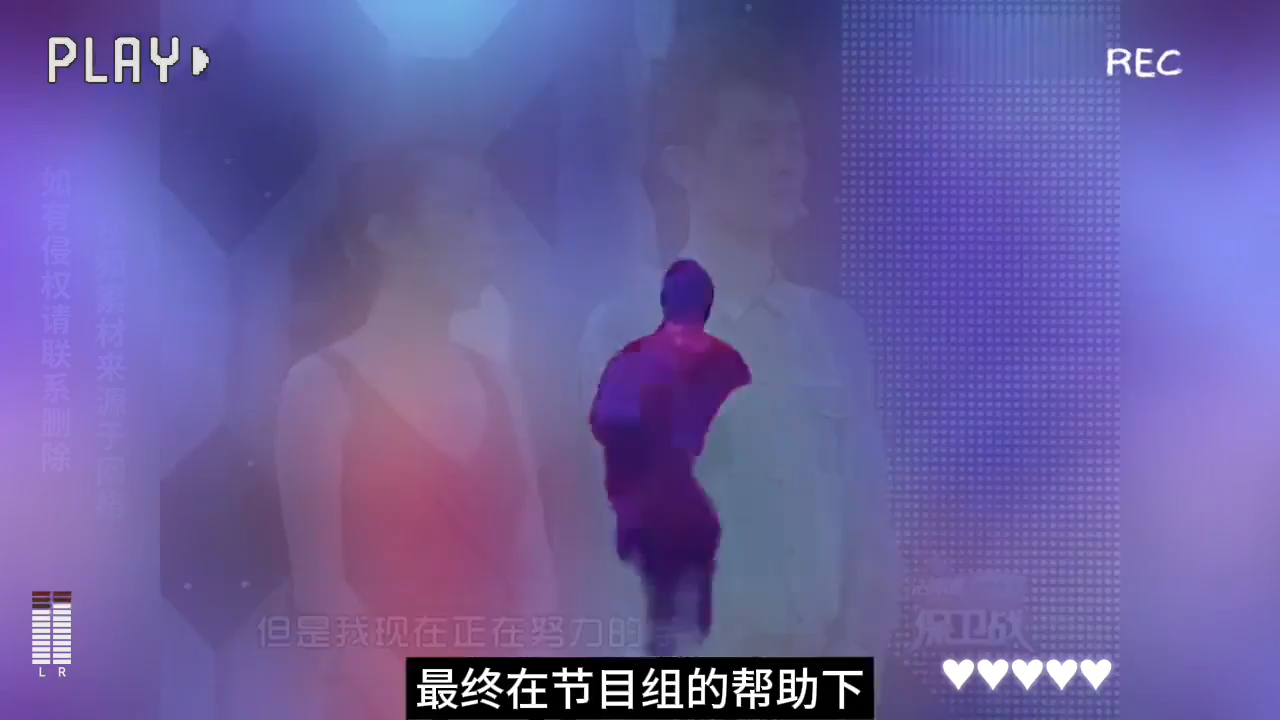 PLAY
REC
如有侵权请联系删除
素材来源于网络
但是我现在正在努力的
保卫战
L R
最终在节目组的帮助下